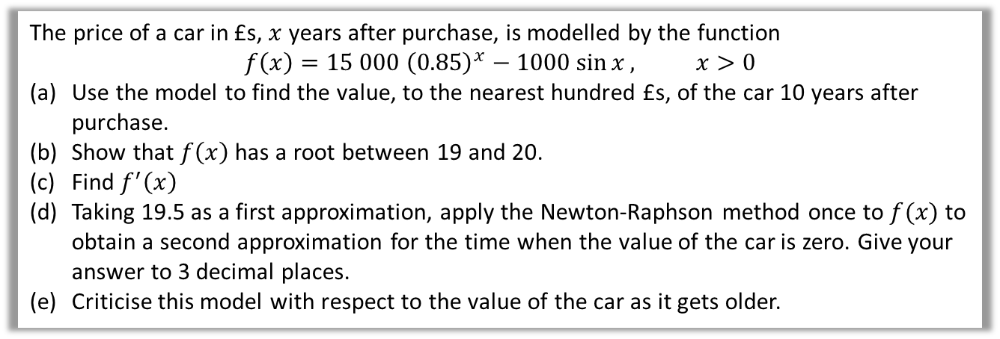 The price of a car in £s, x years after purchase, is modelled by the function
f(x) = 15 000 (0.85)ˣ − 1000 sin x ,   x > 0
(a) Use the model to find the value, to the nearest hundred £s, of the car 10 years after
purchase.
(b) Show that f(x) has a root between 19 and 20.
(c) Find f′(x)
(d) Taking 19.5 as a first approximation, apply the Newton-Raphson method once to f(x) to
obtain a second approximation for the time when the value of the car is zero. Give your
answer to 3 decimal places.
(e) Criticise this model with respect to the value of the car as it gets older.